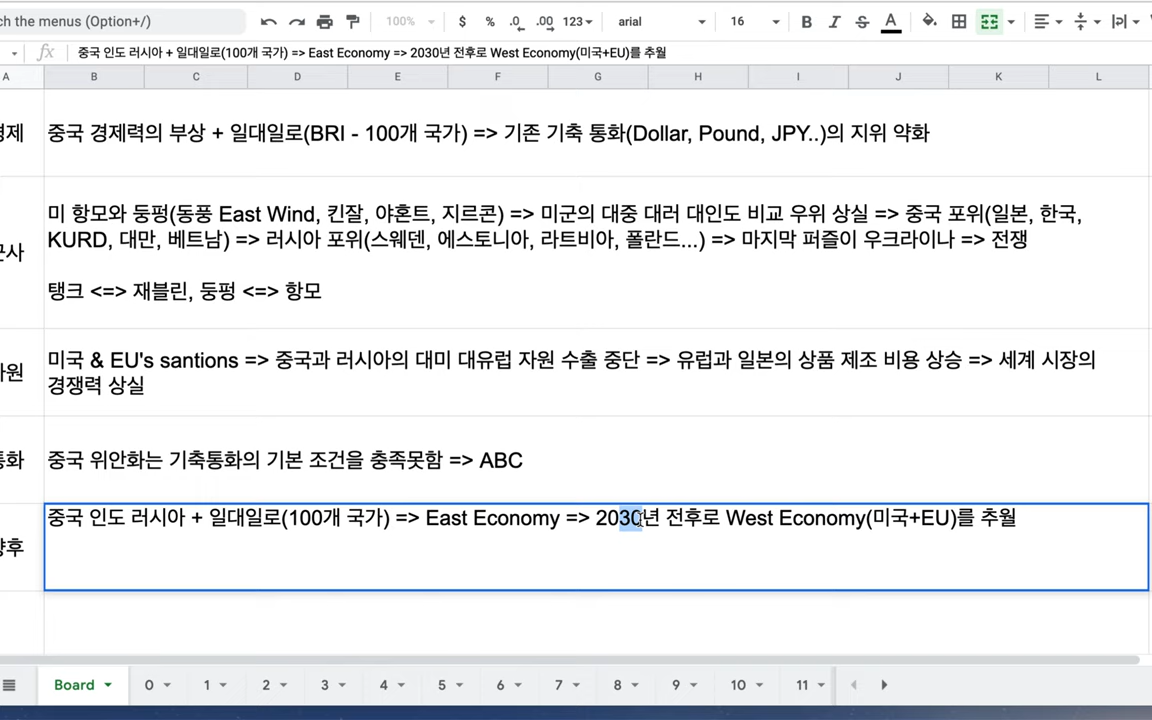 ch the menus (Option+/)
100%
$ % .0 .00 123
arial
16
B I S A
fx
중국 인도 러시아 + 일대일로(100개 국가) => East Economy => 2030년 전후로 West Economy(미국+EU)를 추월
A B C D E F G H I J K L
경제
중국 경제력의 부상 + 일대일로(BRI - 100개 국가) => 기존 기축 통화(Dollar, Pound, JPY..)의 지위 약화
군사
미 항모와 둥펑(동풍 East Wind, 킨잘, 야혼트, 지르콘) => 미군의 대중 대러 대인도 비교 우위 상실 => 중국 포위(일본, 한국,
KURD, 대만, 베트남) => 러시아 포위(스웨덴, 에스토니아, 라트비아, 폴란드...) => 마지막 퍼즐이 우크라이나 => 전쟁
탱크 <=> 재블린, 둥펑 <=> 항모
자원
미국 & EU's santions => 중국과 러시아의 대미 대유럽 자원 수출 중단 => 유럽과 일본의 상품 제조 비용 상승 => 세계 시장의
경쟁력 상실
통화
중국 위안화는 기축통화의 기본 조건을 충족못함 => ABC
향후
중국 인도 러시아 + 일대일로(100개 국가) => East Economy => 2030년 전후로 West Economy(미국+EU)를 추월
Board 0 1 2 3 4 5 6 7 8 9 10 11